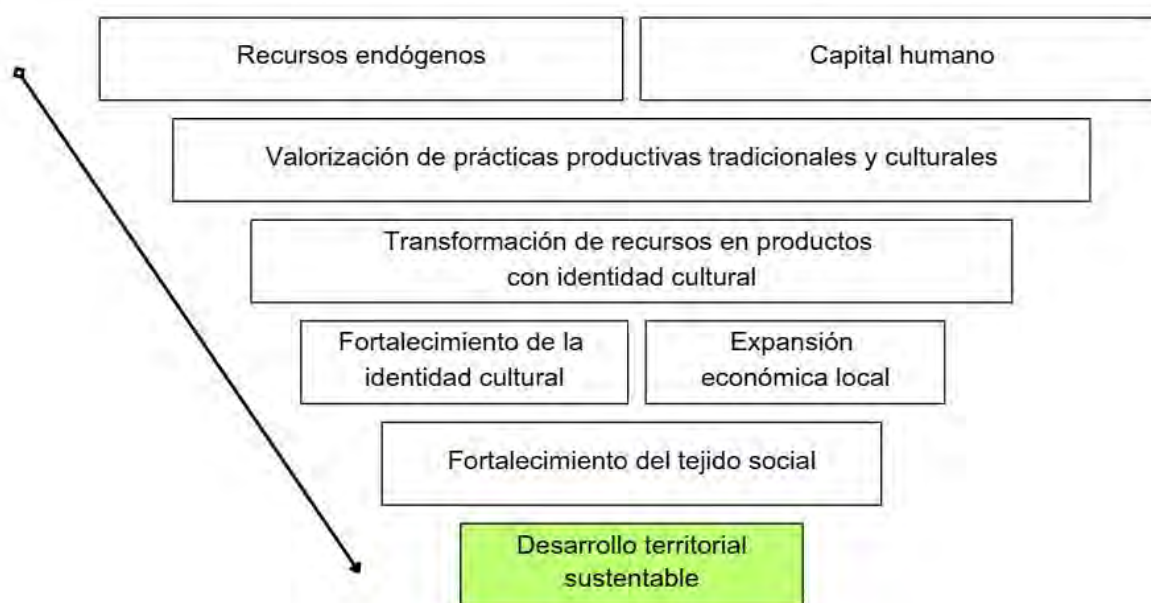 Recursos endógenos
Capital humano
Valorización de prácticas productivas tradicionales y culturales
Transformación de recursos en productos
con identidad cultural
Fortalecimiento de la
identidad cultural
Expansión
económica local
Fortalecimiento del tejido social
Desarrollo territorial
sustentable